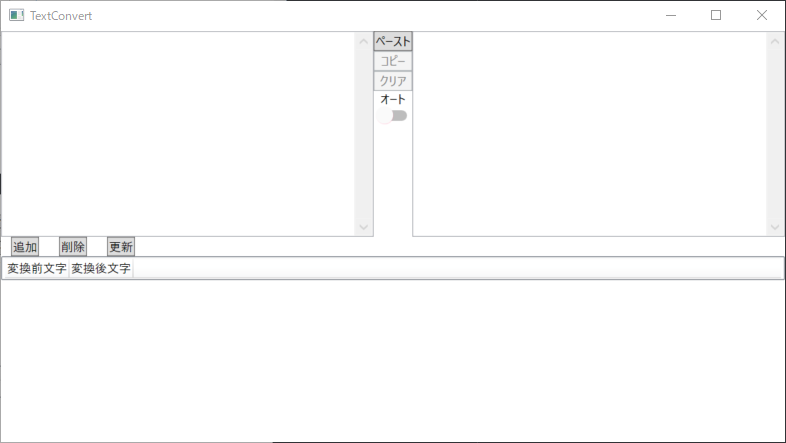 TextConvert
ペースト
コピー
クリア
オート
追加 削除 更新
変換前文字 変換後文字